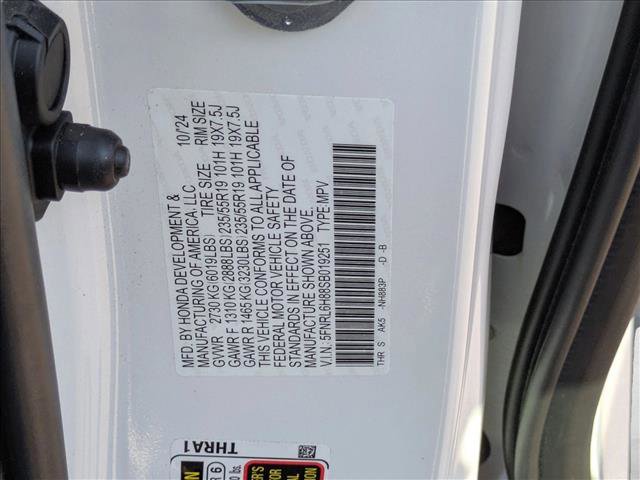 MFD. BY HONDA DEVELOPMENT & 10/'24
MANUFACTURING OF AMERICA, LLC
GVWR 2730 KG (6019LBS) TIRE SIZE RIM SIZE
GAWR F 1310 KG (2888LBS) 235/55R19 101H 19X7.5J
GAWR R 1465 KG (3230LBS) 235/55R19 101H 19X7.5J
THIS VEHICLE CONFORMS TO ALL APPLICABLE
FEDERAL MOTOR VEHICLE SAFETY
STANDARDS IN EFFECT ON THE DATE OF
MANUFACTURE SHOWN ABOVE.
V.I.N.: 5FNRL6H88SB019251 TYPE:MPV
THR S AK5 -NH883P -D -B
THRA1